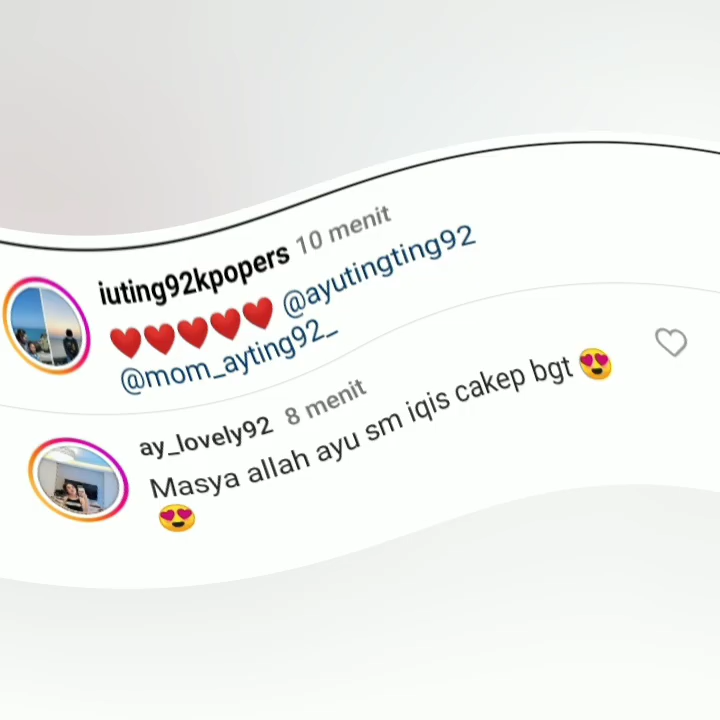 iuting92kpopers 10 menit
❤️❤️❤️❤️❤️ @ayutingting92
@mom_ayting92_
ay_lovely92 8 menit
Masya allah ayu sm iqis cakep bgt 😍
😍